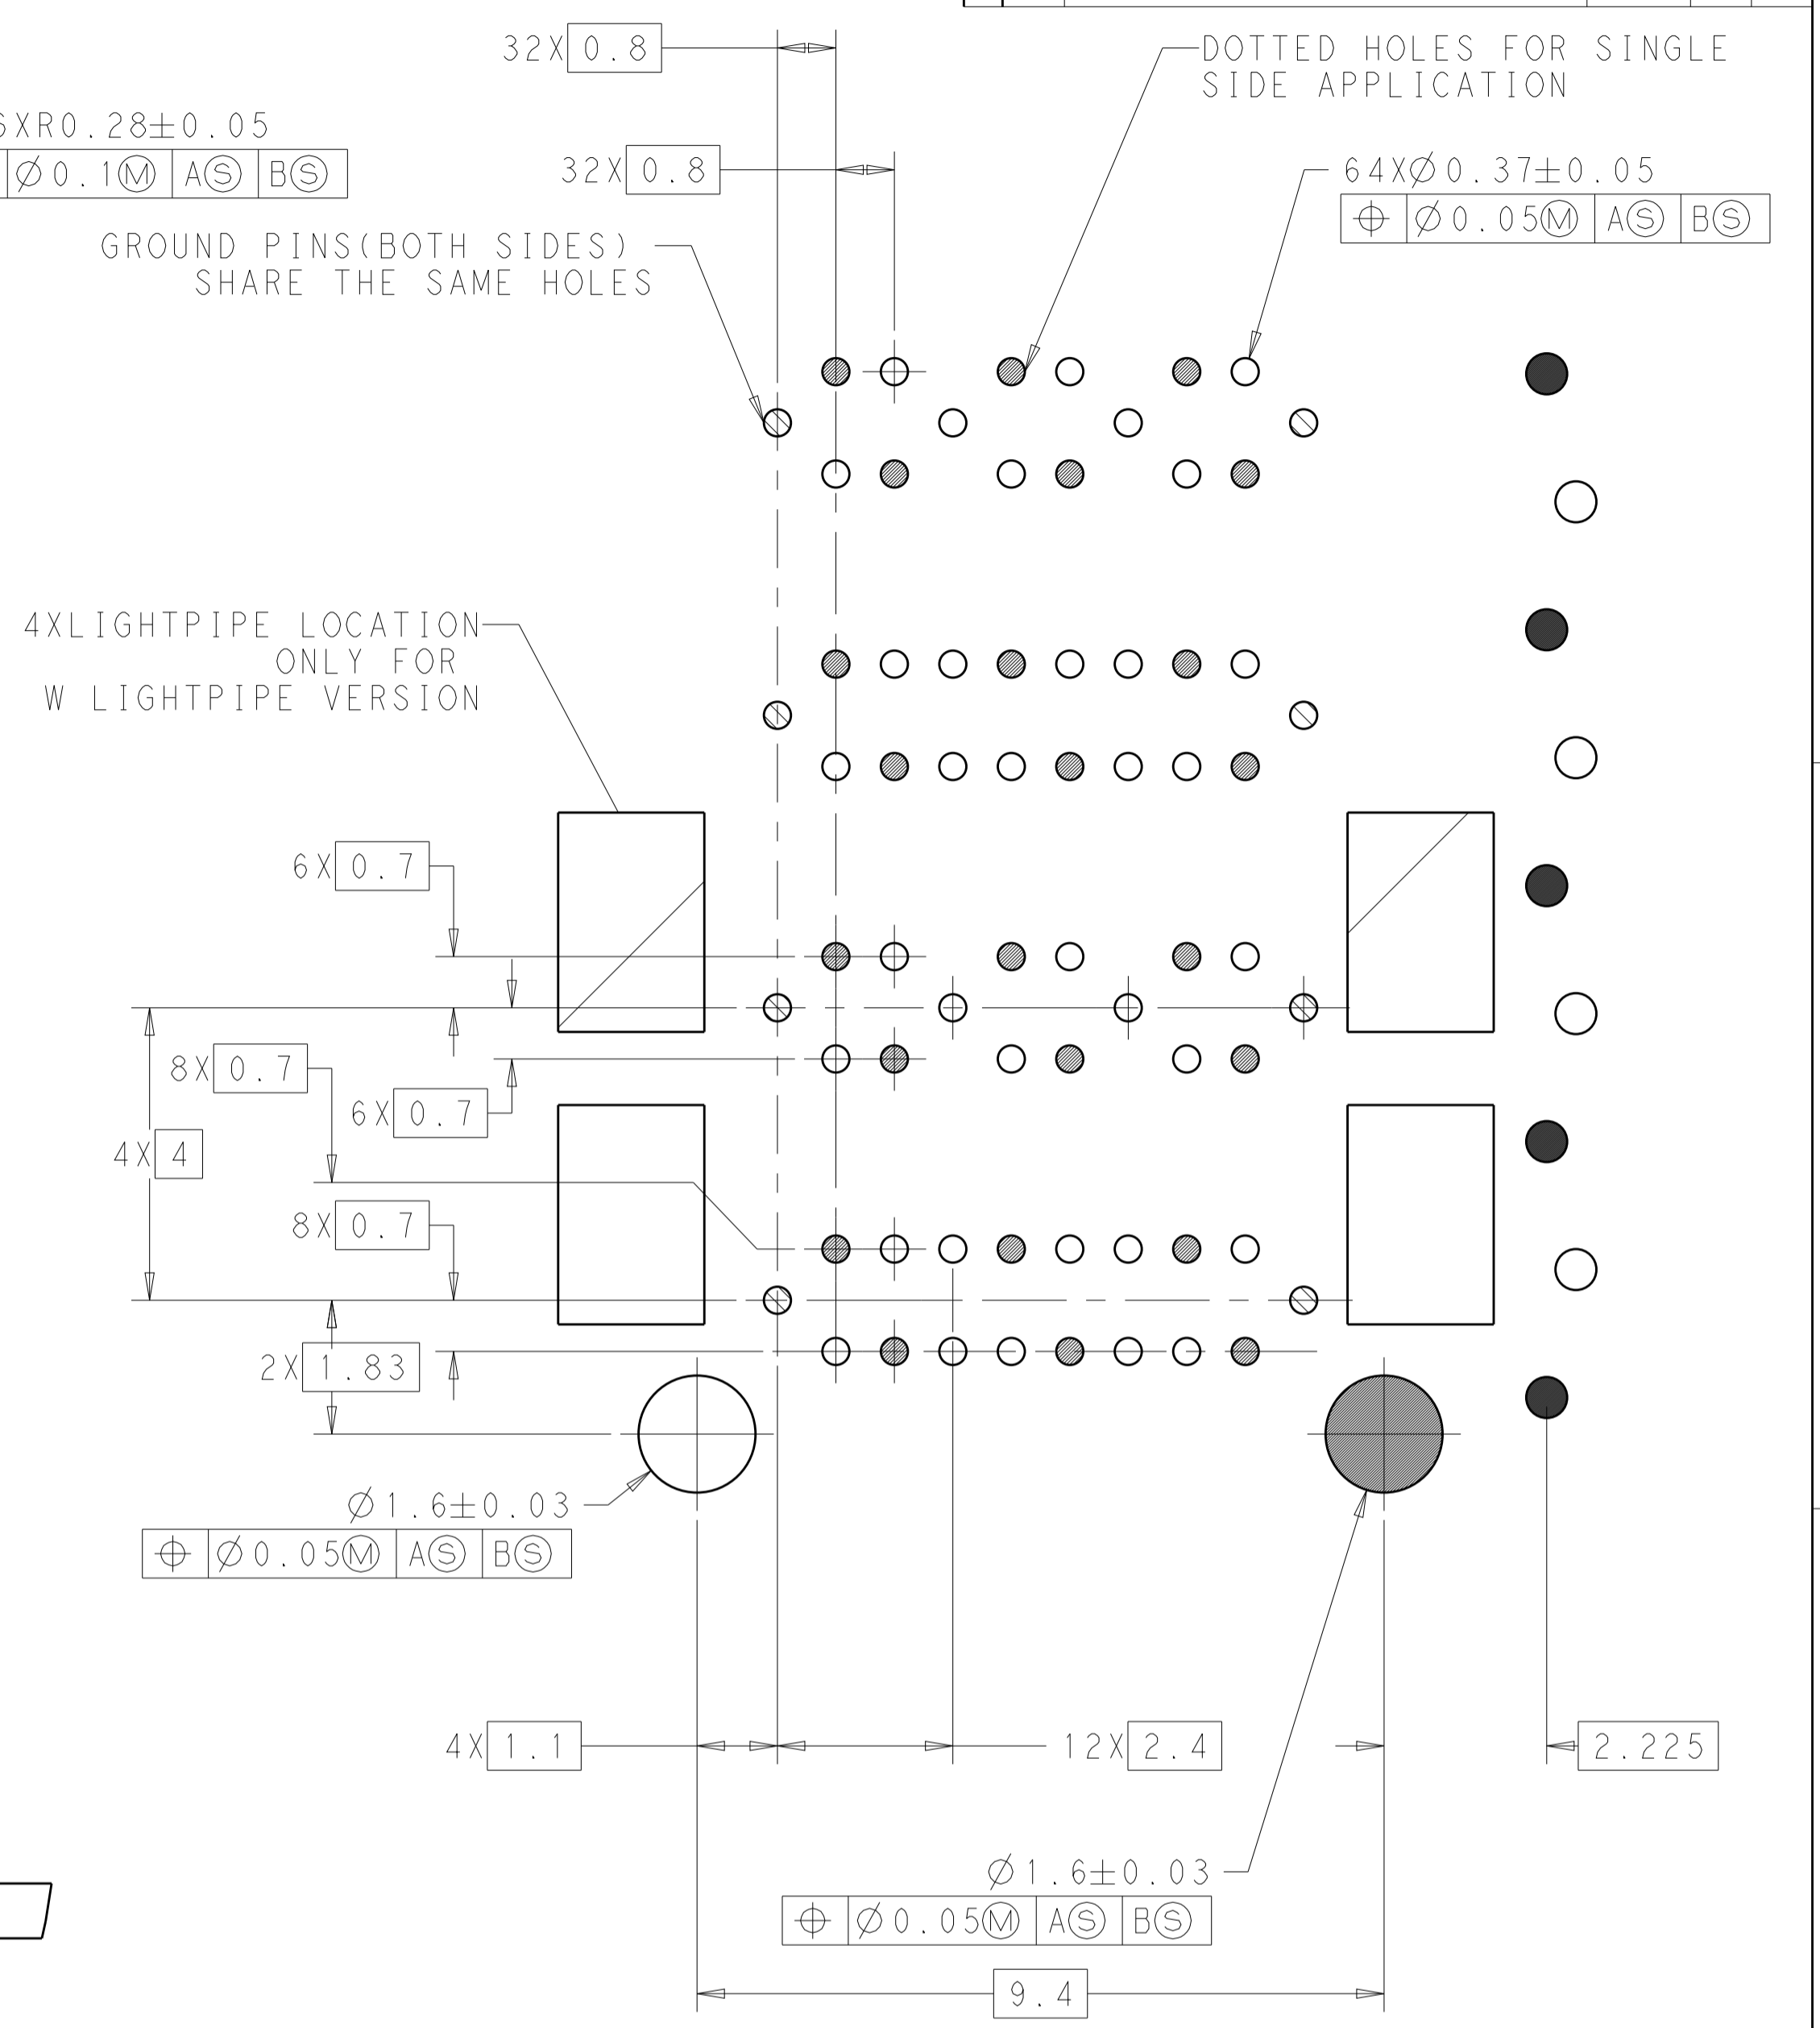 32X 0.8
DOTTED HOLES FOR SINGLE
SIDE APPLICATION
XR0.28±0.05
Ø0.1Ⓜ AⓈ BⓈ
32X 0.8
64XØ0.37±0.05
⌖ Ø0.05Ⓜ AⓈ BⓈ
GROUND PINS(BOTH SIDES)
SHARE THE SAME HOLES
4XLIGHTPIPE LOCATION
ONLY FOR
W LIGHTPIPE VERSION
6X 0.7
8X 0.7
6X 0.7
4X 4
8X 0.7
2X 1.83
Ø1.6±0.03
⌖ Ø0.05Ⓜ AⓈ BⓈ
4X 1.1
12X 2.4
2.225
Ø1.6±0.03
⌖ Ø0.05Ⓜ AⓈ BⓈ
9.4